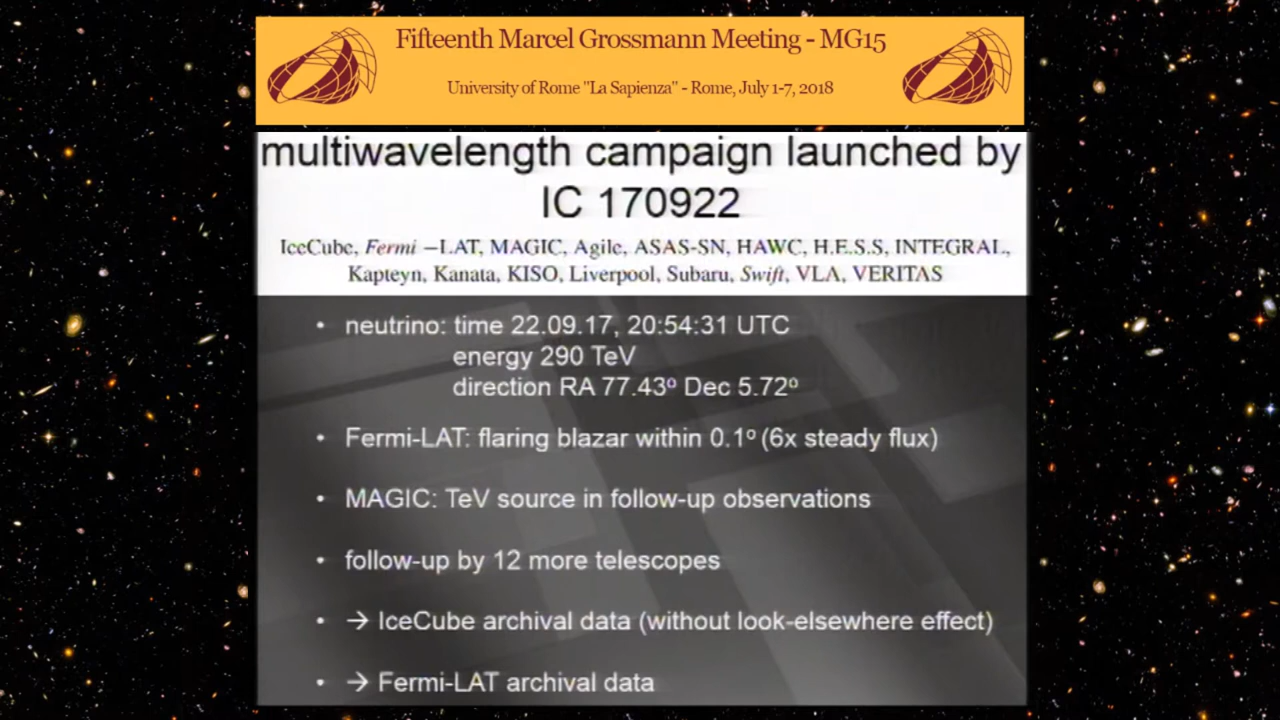 Fifteenth Marcel Grossmann Meeting - MG15
University of Rome "La Sapienza" - Rome, July 1-7, 2018
multiwavelength campaign launched by
IC 170922
IceCube, Fermi –LAT, MAGIC, Agile, ASAS-SN, HAWC, H.E.S.S, INTEGRAL,
Kapteyn, Kanata, KISO, Liverpool, Subaru, Swift, VLA, VERITAS
• neutrino: time 22.09.17, 20:54:31 UTC
energy 290 TeV
direction RA 77.43º Dec 5.72º
• Fermi-LAT: flaring blazar within 0.1º (6x steady flux)
• MAGIC: TeV source in follow-up observations
• follow-up by 12 more telescopes
• → IceCube archival data (without look-elsewhere effect)
• → Fermi-LAT archival data